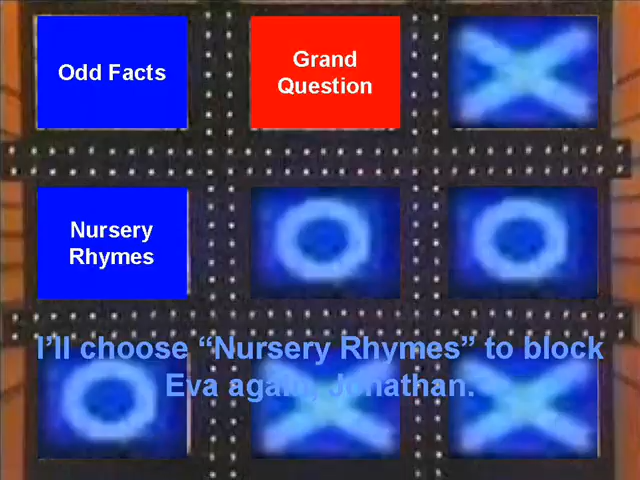 Odd Facts
Grand
Question
Nursery
Rhymes
I'll choose “Nursery Rhymes” to block
Eva again, Jonathan.